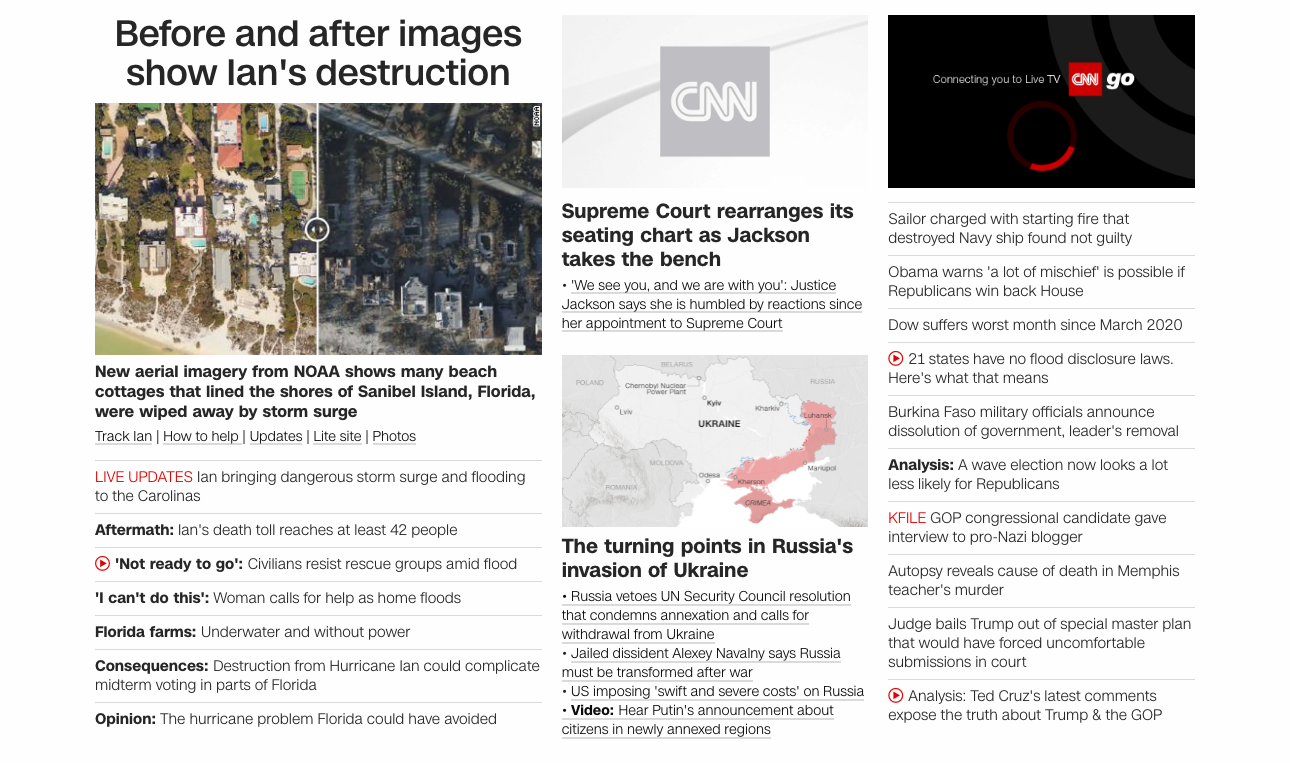 Before and after images
show Ian's destruction
NOAA
New aerial imagery from NOAA shows many beach
cottages that lined the shores of Sanibel Island, Florida,
were wiped away by storm surge
Track Ian | How to help | Updates | Lite site | Photos
LIVE UPDATES Ian bringing dangerous storm surge and flooding
to the Carolinas
Aftermath: Ian's death toll reaches at least 42 people
'Not ready to go': Civilians resist rescue groups amid flood
'I can't do this': Woman calls for help as home floods
Florida farms: Underwater and without power
Consequences: Destruction from Hurricane Ian could complicate
midterm voting in parts of Florida
Opinion: The hurricane problem Florida could have avoided
CNN
Supreme Court rearranges its
seating chart as Jackson
takes the bench
• 'We see you, and we are with you': Justice
Jackson says she is humbled by reactions since
her appointment to Supreme Court
BELARUS
POLAND
Chernobyl Nuclear
Power Plant
RUSSIA
Kyiv
Lviv
Kharkiv
Luhansk
UKRAINE
MOLDOVA
Mariupol
Odesa
Kherson
ROMANIA
CRIMEA
The turning points in Russia's
invasion of Ukraine
• Russia vetoes UN Security Council resolution
that condemns annexation and calls for
withdrawal from Ukraine
• Jailed dissident Alexey Navalny says Russia
must be transformed after war
• US imposing 'swift and severe costs' on Russia
• Video: Hear Putin's announcement about
citizens in newly annexed regions
Connecting you to Live TV CNN go
Sailor charged with starting fire that
destroyed Navy ship found not guilty
Obama warns 'a lot of mischief' is possible if
Republicans win back House
Dow suffers worst month since March 2020
21 states have no flood disclosure laws.
Here's what that means
Burkina Faso military officials announce
dissolution of government, leader's removal
Analysis: A wave election now looks a lot
less likely for Republicans
KFILE GOP congressional candidate gave
interview to pro-Nazi blogger
Autopsy reveals cause of death in Memphis
teacher's murder
Judge bails Trump out of special master plan
that would have forced uncomfortable
submissions in court
Analysis: Ted Cruz's latest comments
expose the truth about Trump & the GOP